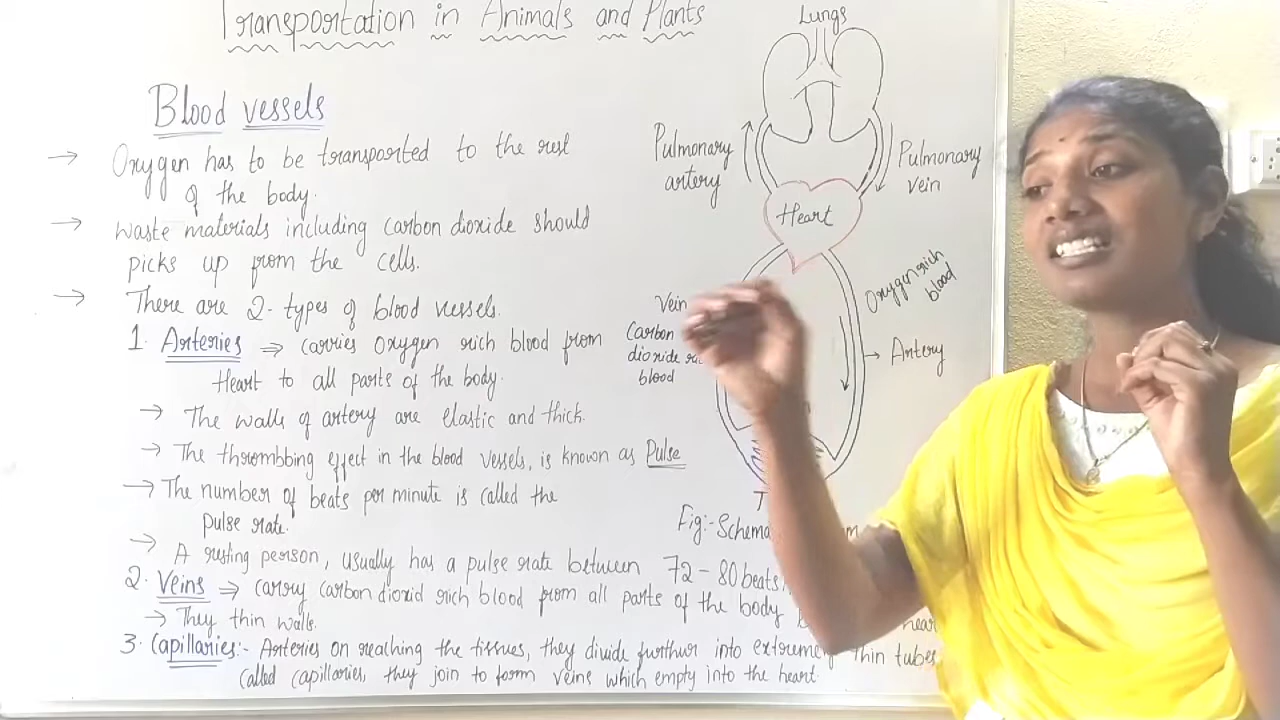 Transportation in Animals and Plants
Blood vessels
→ Oxygen has to be transported to the rest
of the body.
→ waste materials including carbon dioxide should
picks up from the cells.
→ There are 2- types of blood vessels.
1. Arteries ⇒ carries oxygen rich blood from
Heart to all parts of the body.
→ The walls of artery are elastic and thick.
→ The thrombbing effect in the blood vessels, is known as Pulse
→ The number of beats per minute is called the
pulse rate.
→ A resting person, usually has a pulse rate between 72-80 beats
2. Veins ⇒ carry carbon dioxid rich blood from all parts of the body
→ They thin walls.
3. Capillaries:- Arteries on reaching the tissues, they divide further into extremely thin tubes
called capillaries, they join to form veins which empty into the heart.
Lungs
Pulmonary
artery
Pulmonary
vein
Heart
Vein
Carbon
dioxide
blood
Oxygen rich
blood
→ Artery
Fig:-